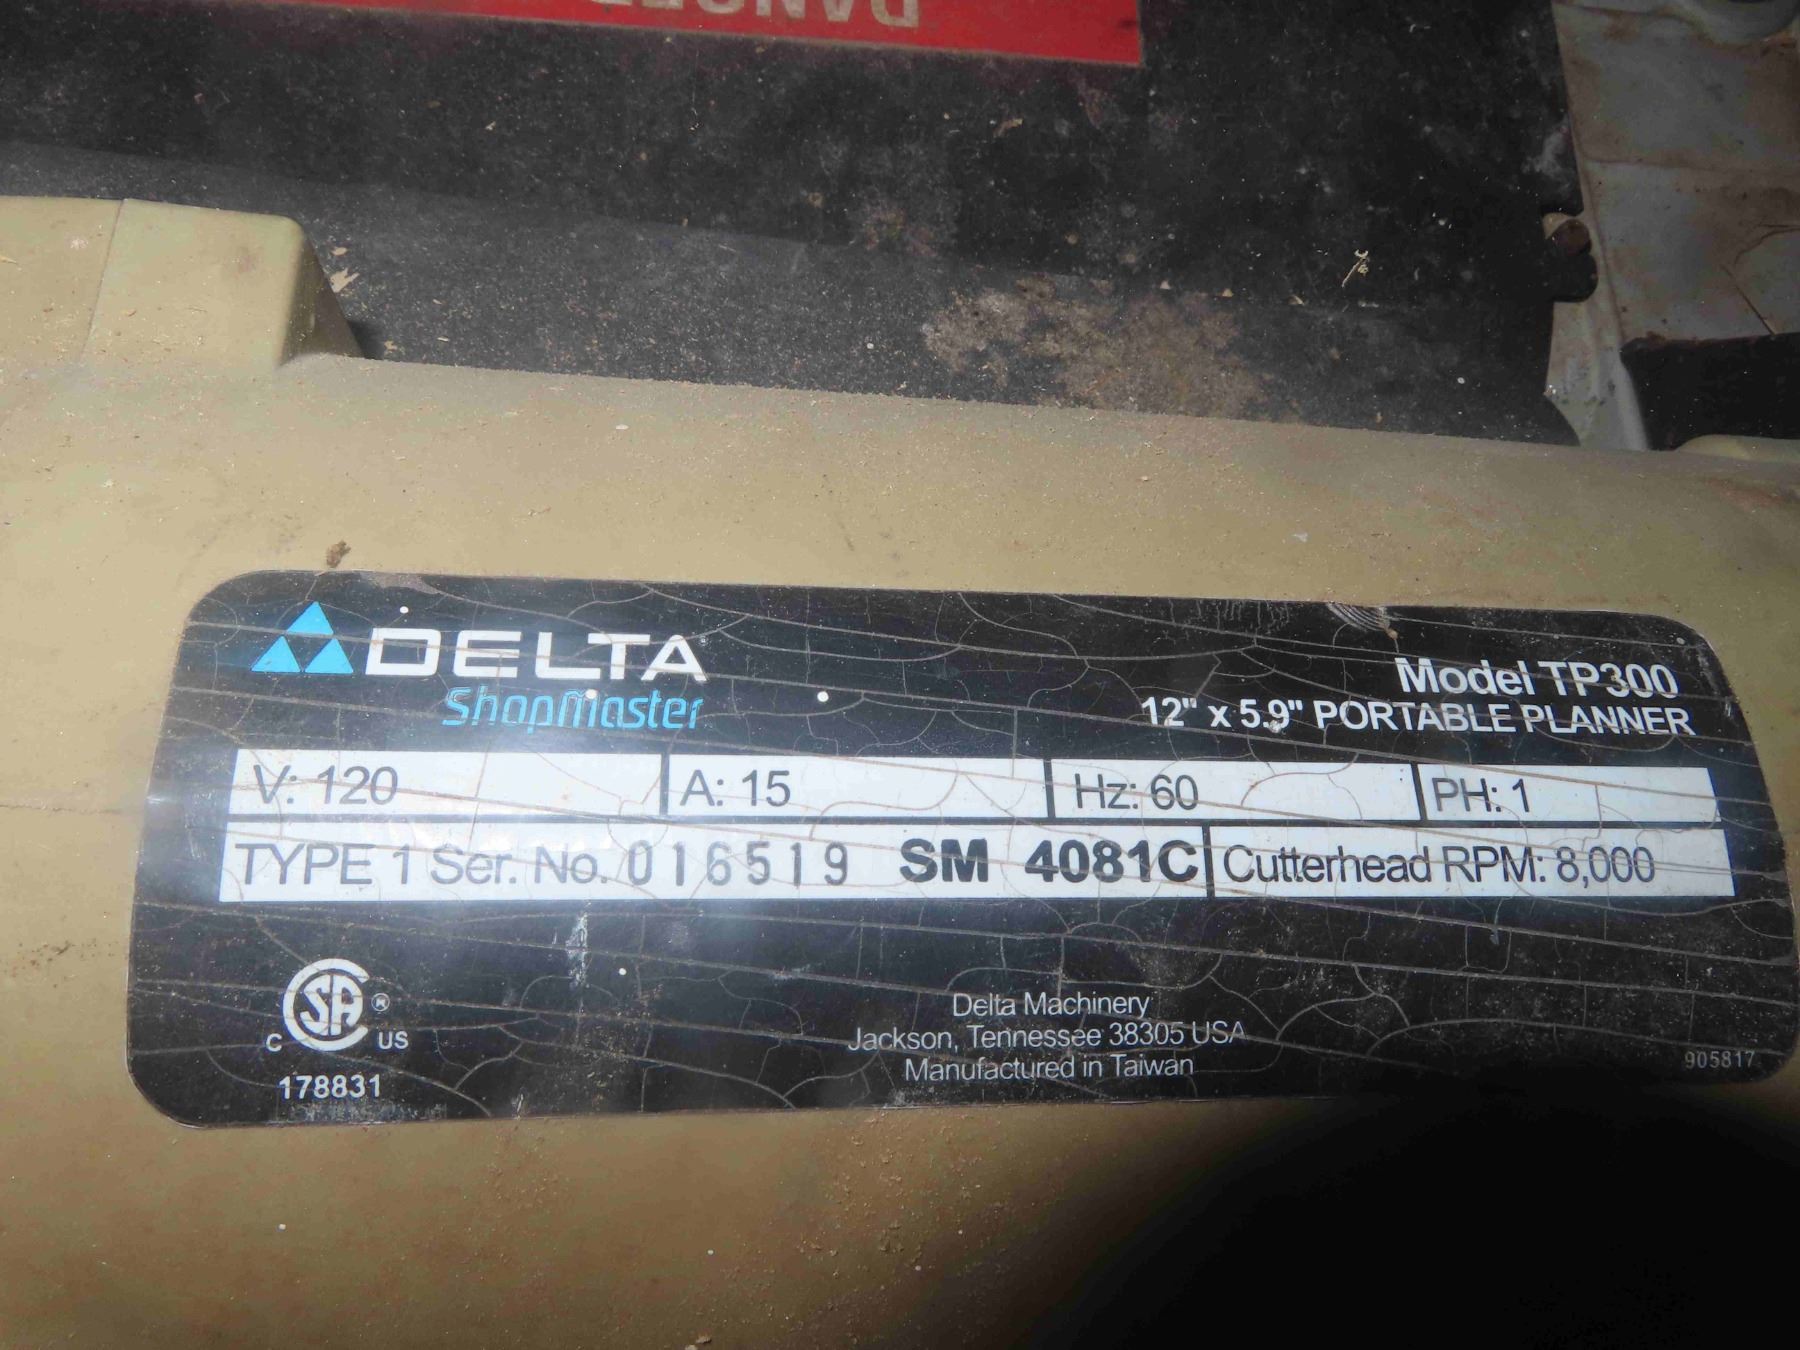 DELTA
ShopMaster
Model TP300
12" x 5.9" PORTABLE PLANNER
V: 120 A: 15 Hz: 60 PH: 1
TYPE 1 Ser. No. 016519 SM 4081C Cutterhead RPM: 8,000
C SA ® US
178831
Delta Machinery
Jackson, Tennessee 38305 USA
Manufactured in Taiwan
905817